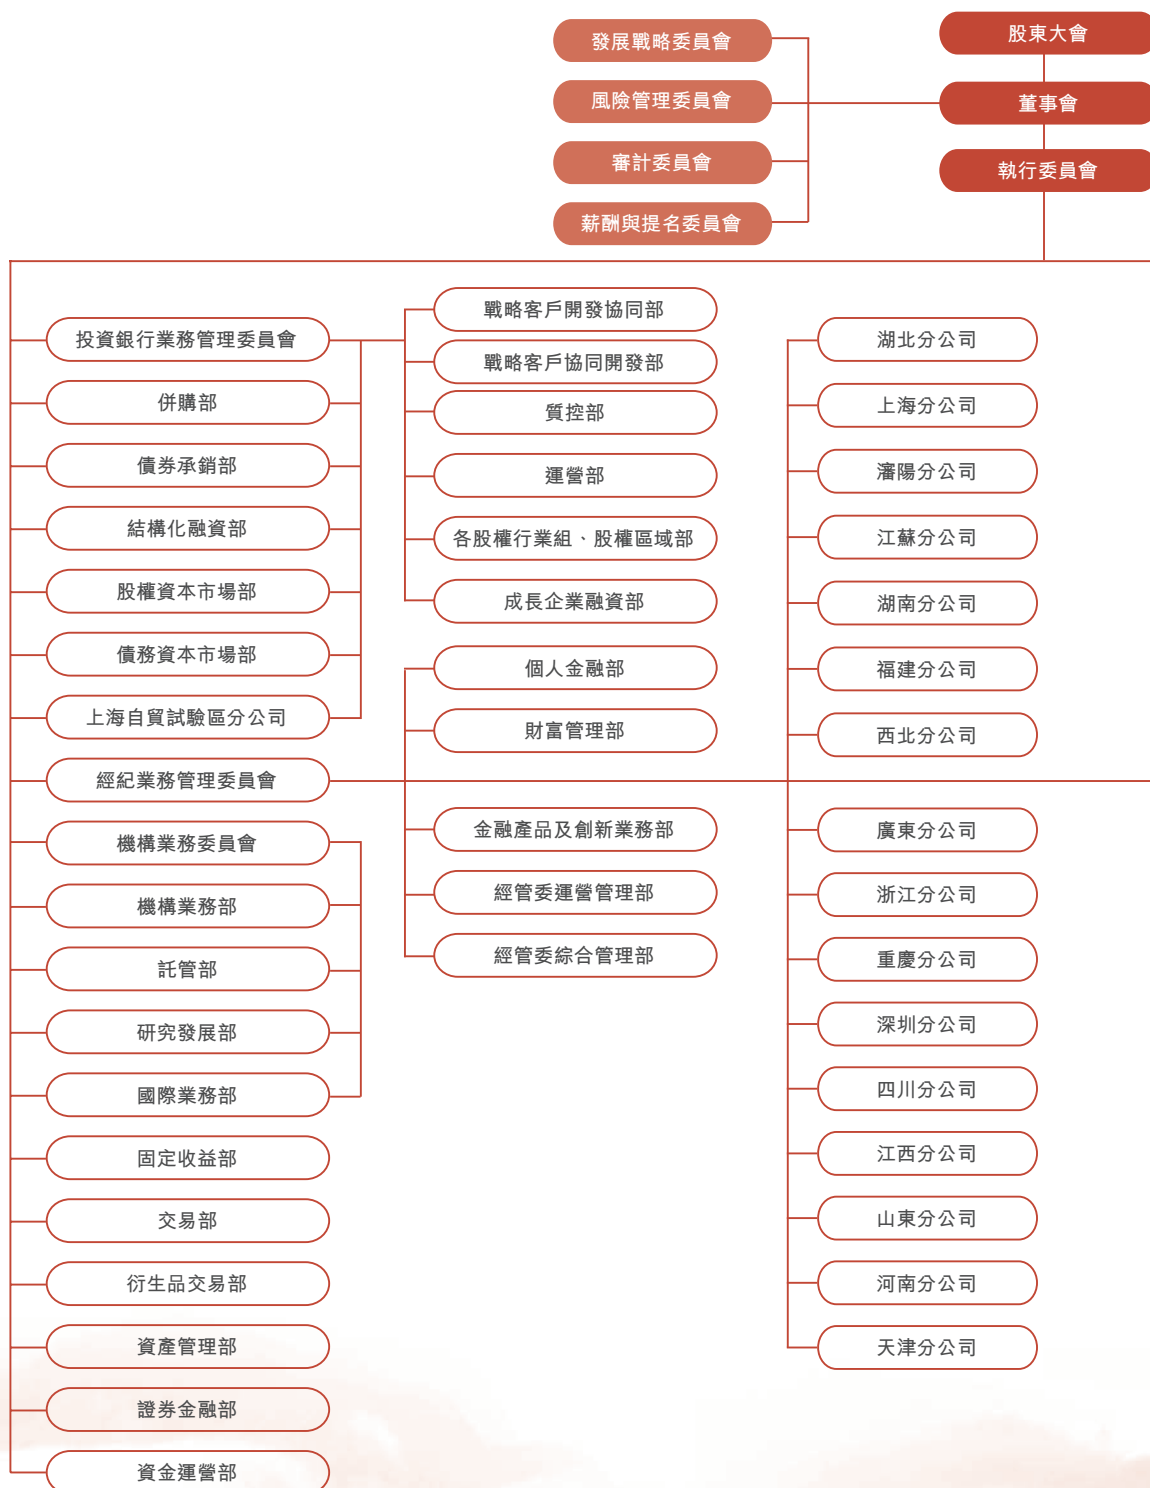 股東大會
董事會
執行委員會
發展戰略委員會
風險管理委員會
審計委員會
薪酬與提名委員會
投資銀行業務管理委員會
併購部
債券承銷部
結構化融資部
股權資本市場部
債務資本市場部
上海自貿試驗區分公司
經紀業務管理委員會
機構業務委員會
機構業務部
託管部
研究發展部
國際業務部
固定收益部
交易部
衍生品交易部
資產管理部
證券金融部
資金運營部
戰略客戶開發協同部
戰略客戶協同開發部
質控部
運營部
各股權行業組、股權區域部
成長企業融資部
個人金融部
財富管理部
金融產品及創新業務部
經管委運營管理部
經管委綜合管理部
湖北分公司
上海分公司
瀋陽分公司
江蘇分公司
湖南分公司
福建分公司
西北分公司
廣東分公司
浙江分公司
重慶分公司
深圳分公司
四川分公司
江西分公司
山東分公司
河南分公司
天津分公司